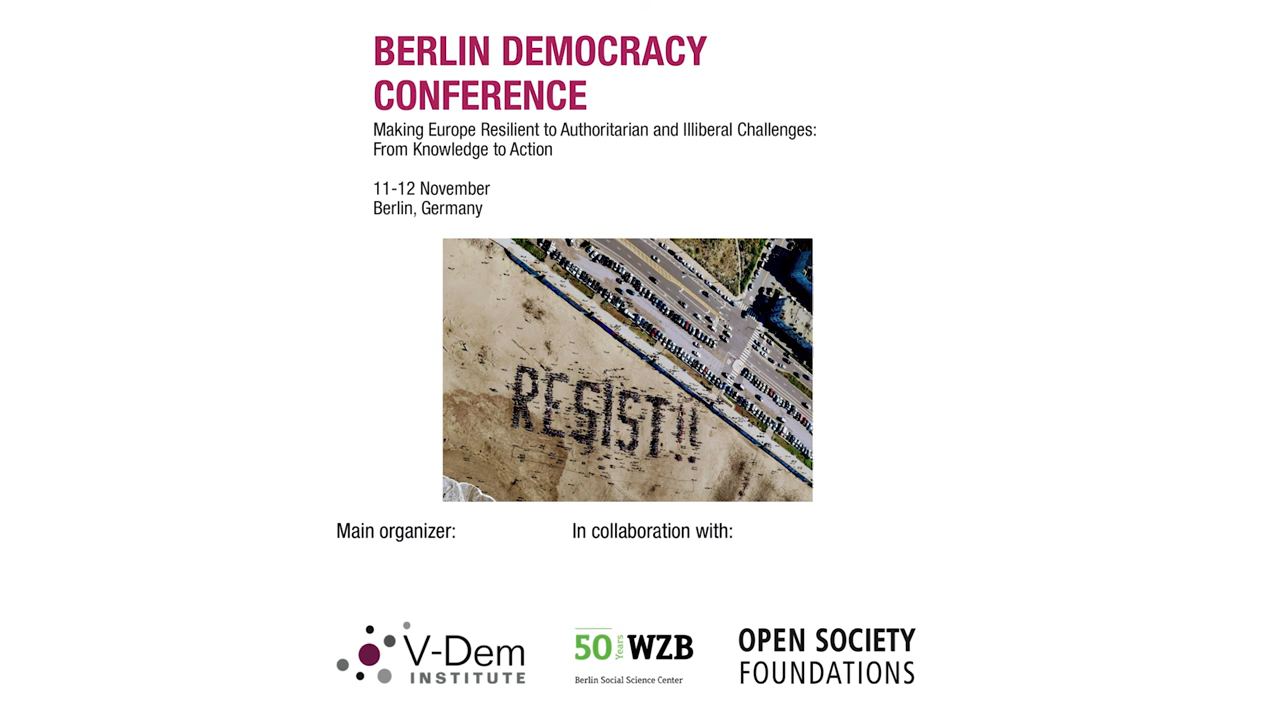 BERLIN DEMOCRACY
CONFERENCE
Making Europe Resilient to Authoritarian and Illiberal Challenges:
From Knowledge to Action
11-12 November
Berlin, Germany
RESIST!!
Main organizer:
In collaboration with:
V-Dem
INSTITUTE
50 Years WZB
Berlin Social Science Center
OPEN SOCIETY
FOUNDATIONS